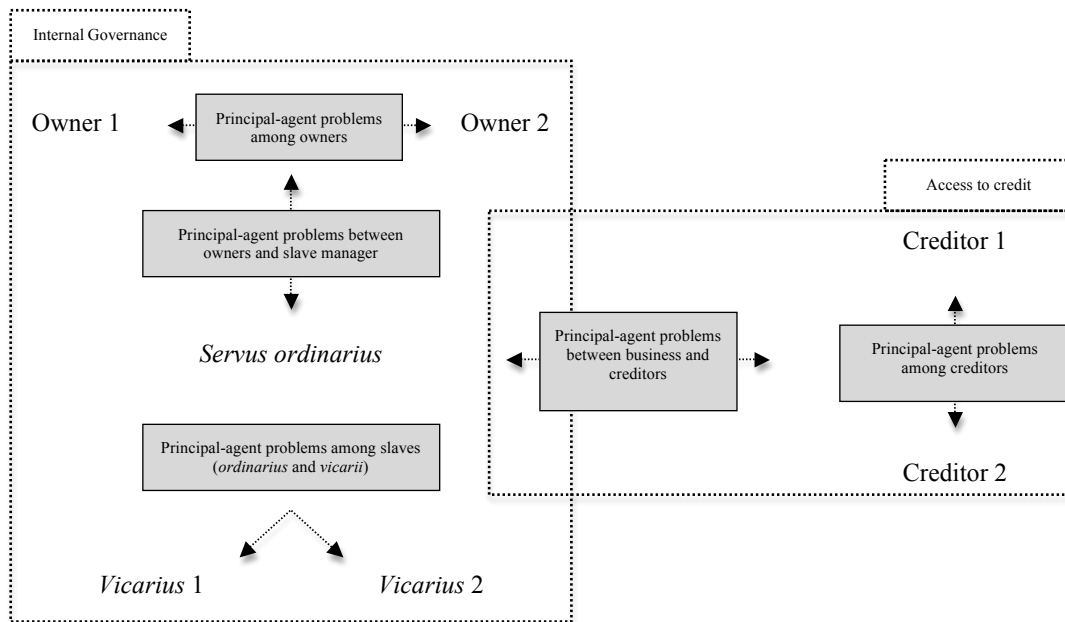 Internal Governance
Owner 1
Principal-agent problems
among owners
Owner 2
Principal-agent problems between
owners and slave manager
Servus ordinarius
Principal-agent problems among slaves
(ordinarius and vicarii)
Vicarius 1
Vicarius 2
Access to credit
Creditor 1
Principal-agent problems
between business and
creditors
Principal-agent problems
among creditors
Creditor 2